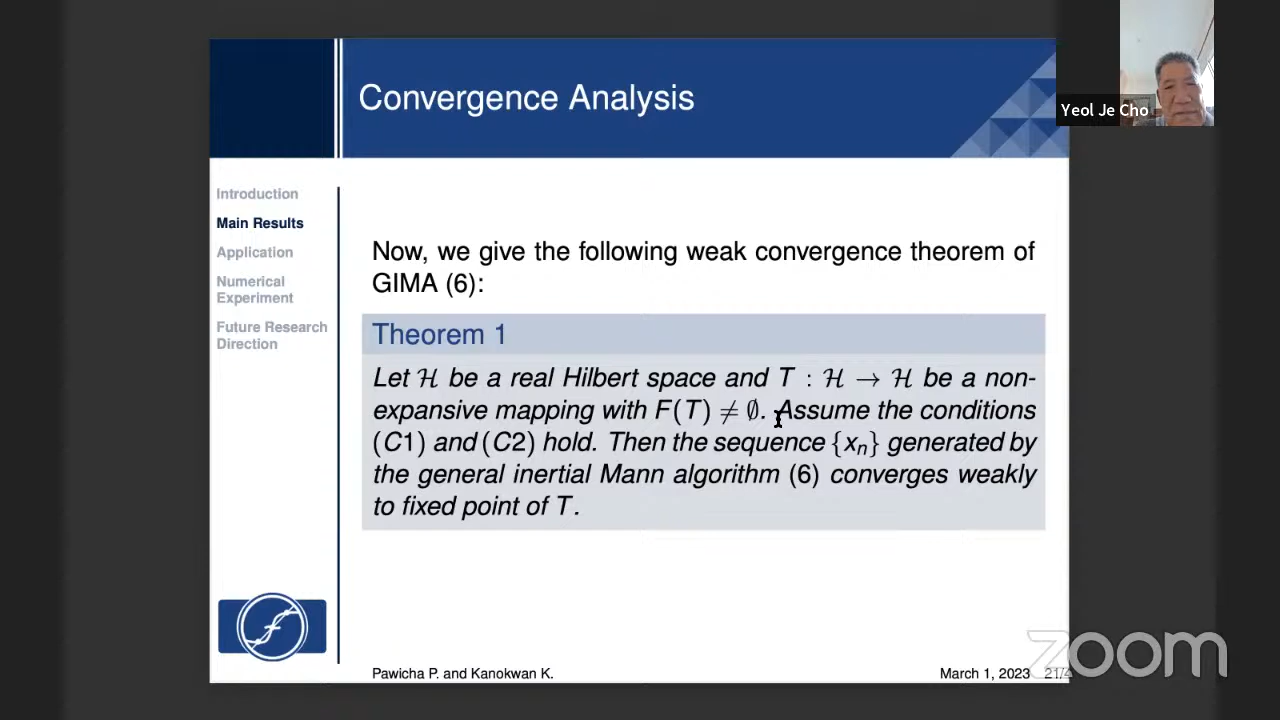 Convergence Analysis
Yeol Je Cho
Introduction
Main Results
Application
Numerical
Experiment
Future Research
Direction
Now, we give the following weak convergence theorem of
GIMA (6):
Theorem 1
Let ℋ be a real Hilbert space and T : ℋ → ℋ be a non-
expansive mapping with F(T) ≠ ∅. Assume the conditions
(C1) and (C2) hold. Then the sequence {xₙ} generated by
the general inertial Mann algorithm (6) converges weakly
to fixed point of T.
Pawicha P. and Kanokwan K.
March 1, 2023
zoom